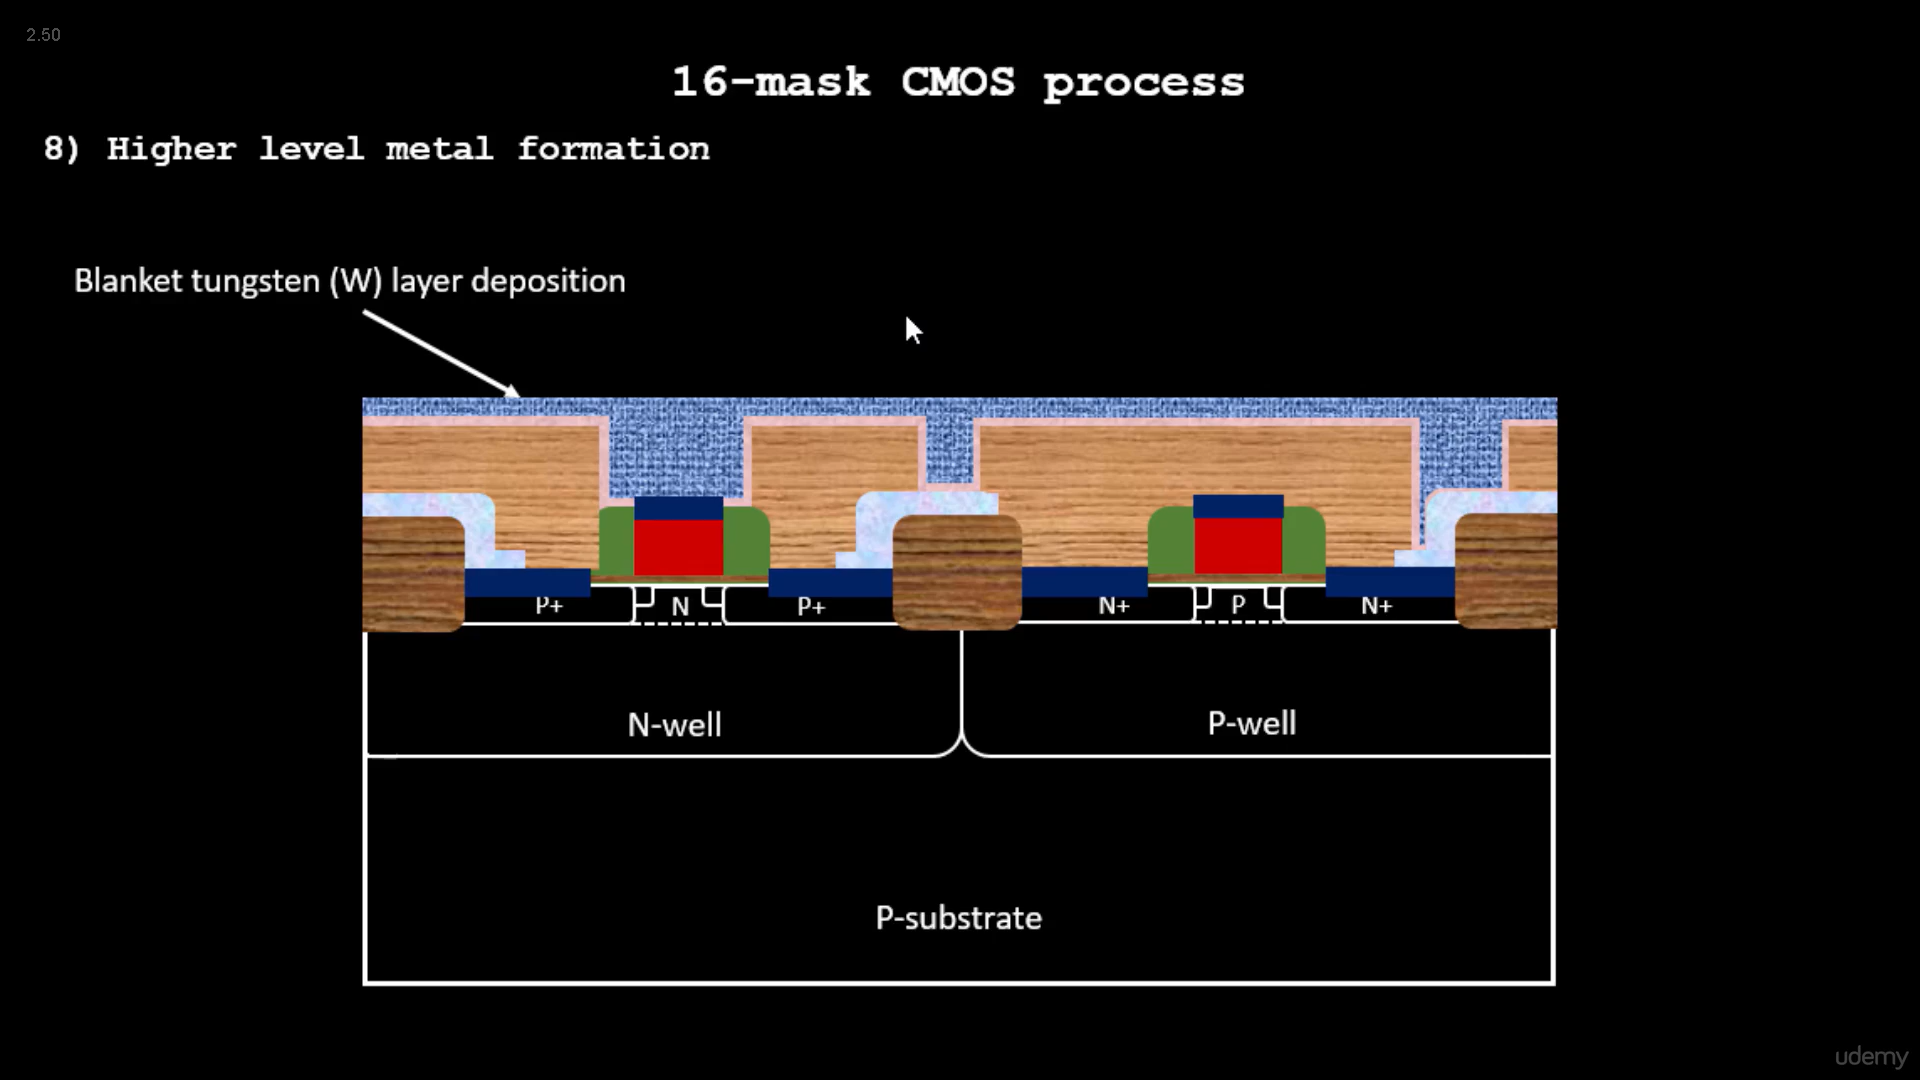 2.50
16-mask CMOS process
8) Higher level metal formation
Blanket tungsten (W) layer deposition
P+ N P+ N+ P N+
N-well P-well
P-substrate
udemy